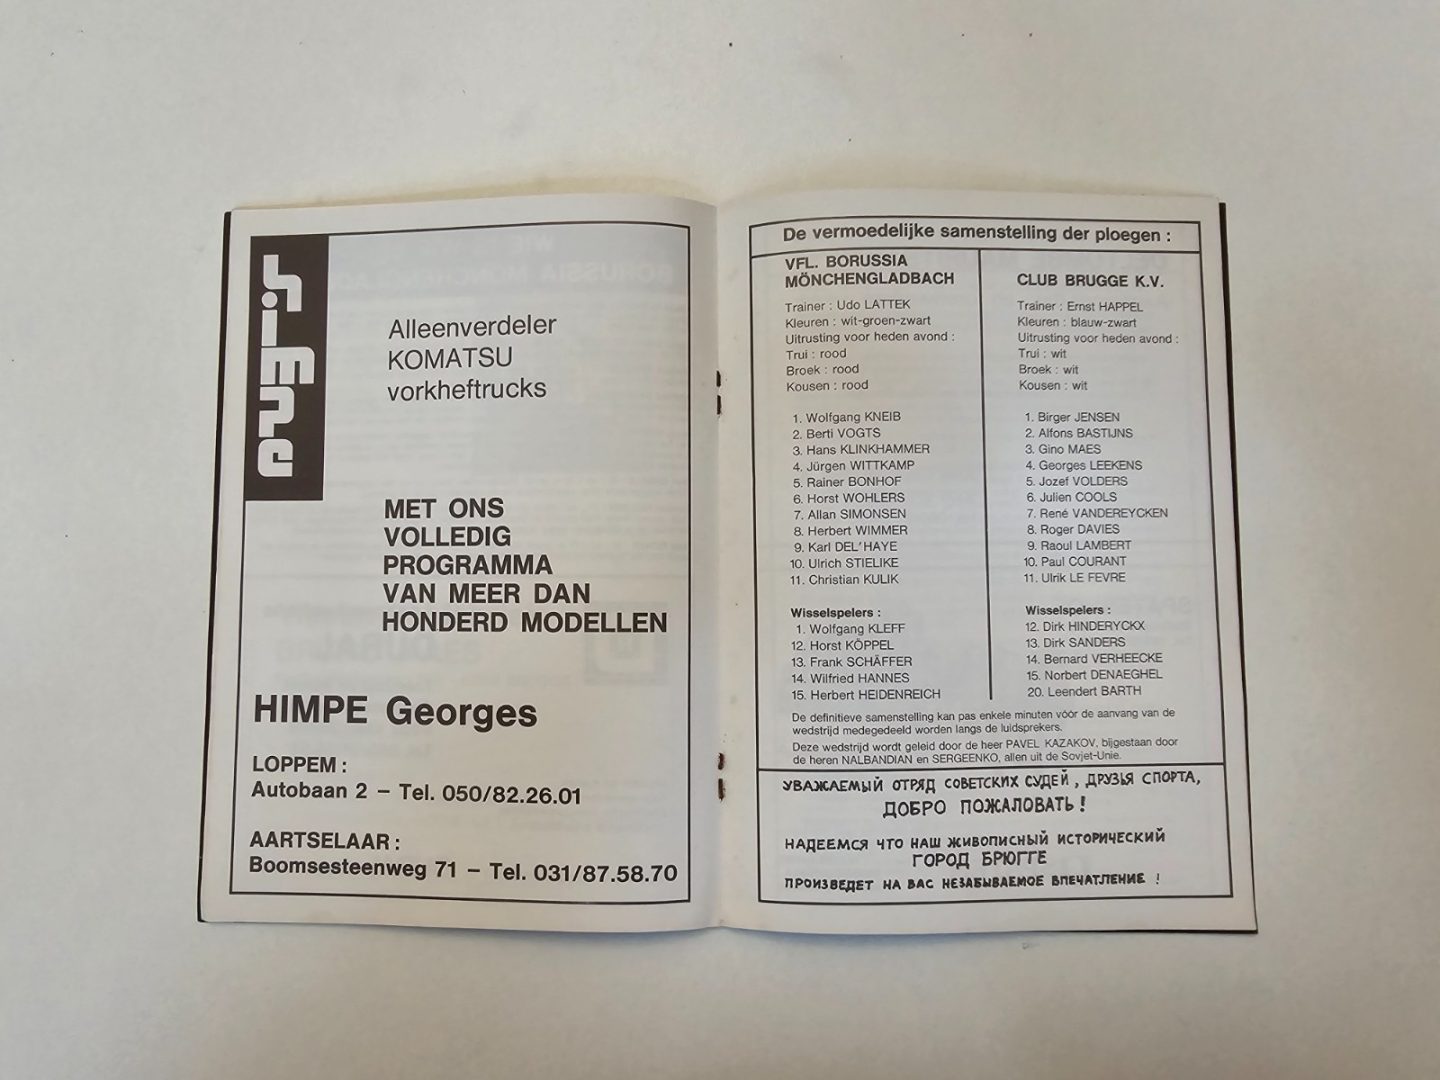 himpe
Alleenverdeler
KOMATSU
vorkheftrucks
MET ONS
VOLLEDIG
PROGRAMMA
VAN MEER DAN
HONDERD MODELLEN
HIMPE Georges
LOPPEM :
Autobaan 2 – Tel. 050/82.26.01
AARTSELAAR :
Boomsesteenweg 71 – Tel. 031/87.58.70
De vermoedelijke samenstelling der ploegen :
VFL. BORUSSIA
MÖNCHENGLADBACH
Trainer : Udo LATTEK
Kleuren : wit-groen-zwart
Uitrusting voor heden avond :
Trui : rood
Broek : rood
Kousen : rood
1. Wolfgang KNEIB
2. Berti VOGTS
3. Hans KLINKHAMMER
4. Jürgen WITTKAMP
5. Rainer BONHOF
6. Horst WOHLERS
7. Allan SIMONSEN
8. Herbert WIMMER
9. Karl DEL'HAYE
10. Ulrich STIELIKE
11. Christian KULIK
Wisselspelers :
1. Wolfgang KLEFF
12. Horst KÖPPEL
13. Frank SCHÄFFER
14. Wilfried HANNES
15. Herbert HEIDENREICH
CLUB BRUGGE K.V.
Trainer : Ernst HAPPEL
Kleuren : blauw-zwart
Uitrusting voor heden avond :
Trui : wit
Broek : wit
Kousen : wit
1. Birger JENSEN
2. Alfons BASTIJNS
3. Gino MAES
4. Georges LEEKENS
5. Jozef VOLDERS
6. Julien COOLS
7. René VANDEREYCKEN
8. Roger DAVIES
9. Raoul LAMBERT
10. Paul COURANT
11. Ulrik LE FEVRE
Wisselspelers :
12. Dirk HINDERYCKX
13. Dirk SANDERS
14. Bernard VERHEECKE
15. Norbert DENAEGHEL
20. Leendert BARTH
De definitieve samenstelling kan pas enkele minuten vóór de aanvang van de
wedstrijd medegedeeld worden langs de luidsprekers.
Deze wedstrijd wordt geleid door de heer PAVEL KAZAKOV, bijgestaan door
de heren NALBANDIAN en SERGEENKO, allen uit de Sovjet-Unie.
УВАЖАЕМЫЙ ОТРЯД СОВЕТСКИХ СУДЕЙ, ДРУЗЬЯ СПОРТА,
ДОБРО ПОЖАЛОВАТЬ!
НАДЕЕМСЯ ЧТО НАШ ЖИВОПИСНЫЙ ИСТОРИЧЕСКИЙ
ГОРОД БРЮГГЕ
ПРОИЗВЕДЕТ НА ВАС НЕЗАБЫВАЕМОЕ ВПЕЧАТЛЕНИЕ !